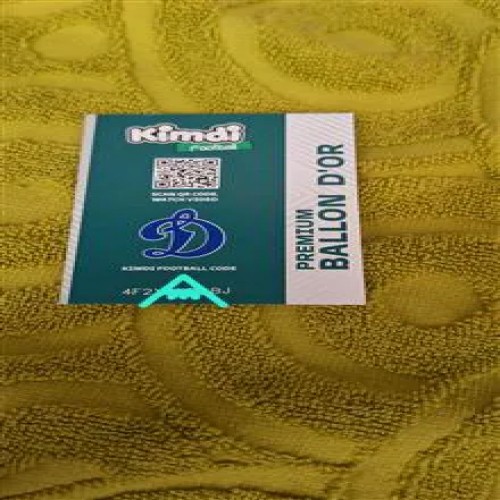 Kimdi
Football
SCAN QR CODE,
WATCH VIDEO
KIMDI FOOTBALL CODE
PREMIUM
BALLON D'OR